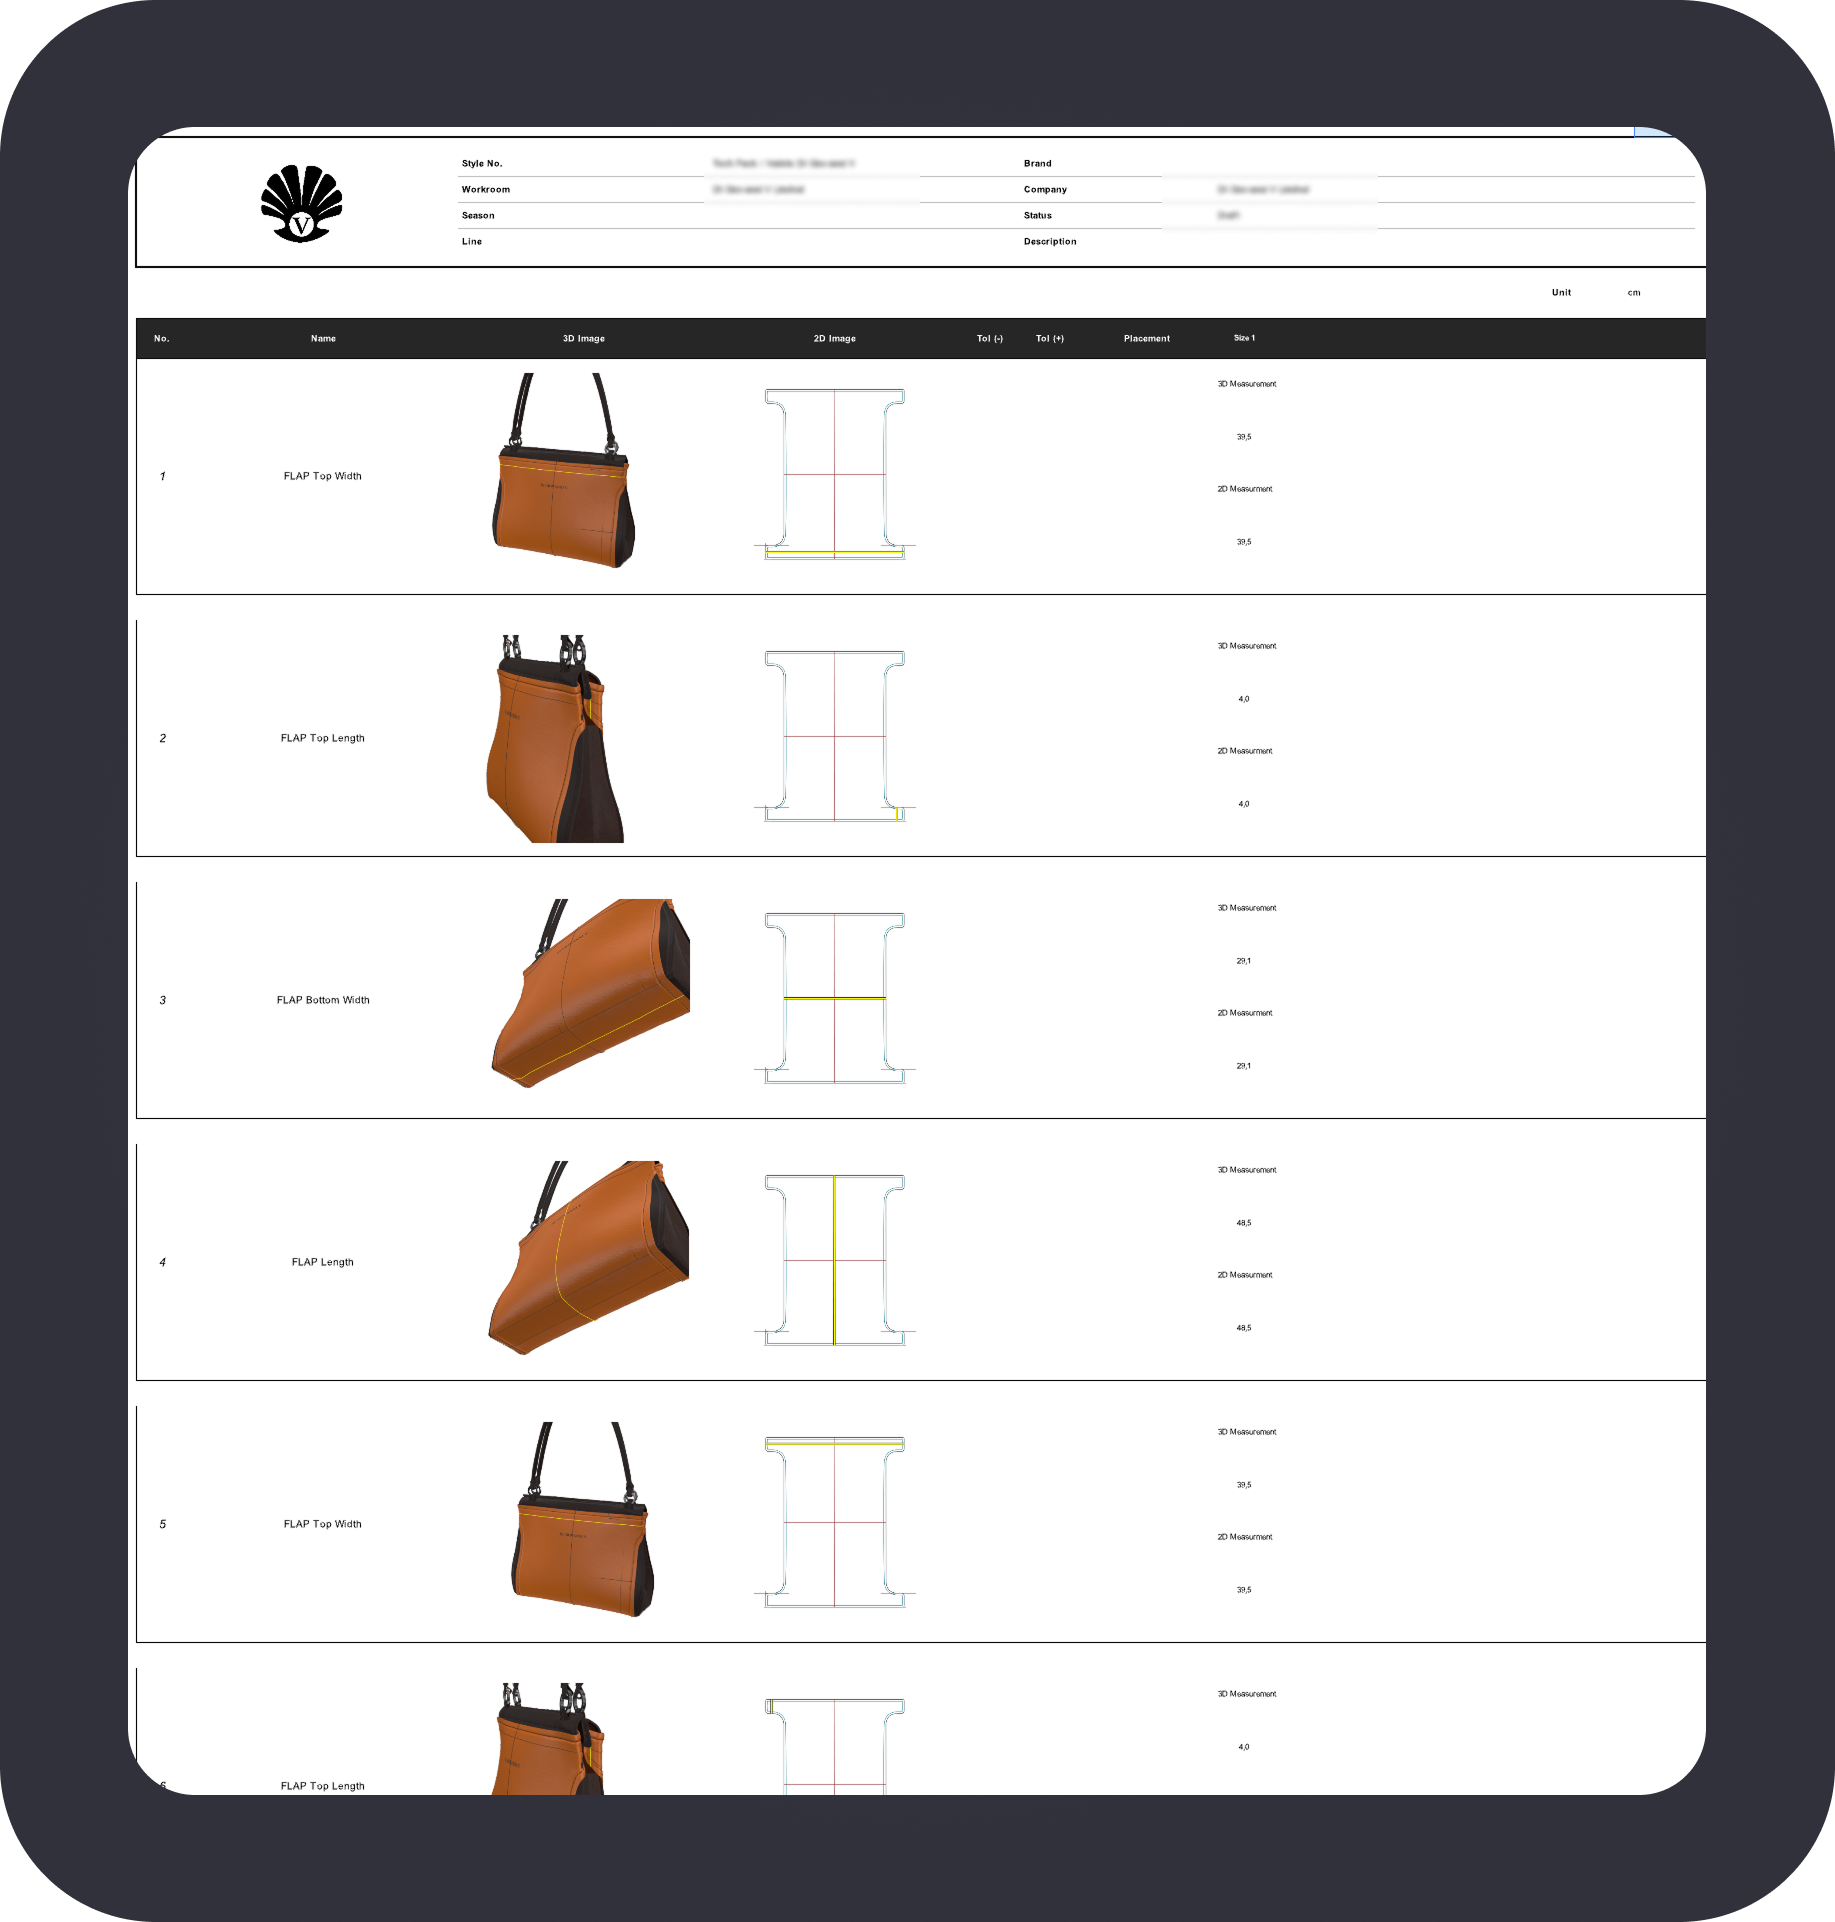 V
Style No.
Brand
Workroom
Company
Season
Status
Line
Description
Unit cm
No. Name 3D Image 2D Image Tol (-) Tol (+) Placement Size 1
1 FLAP Top Width
3D Measurement
39,5
2D Measurment
39,5
2 FLAP Top Length
3D Measurement
4,0
2D Measurment
4,0
3 FLAP Bottom Width
3D Measurement
29,1
2D Measurment
29,1
4 FLAP Length
3D Measurement
48,5
2D Measurment
48,5
5 FLAP Top Width
3D Measurement
39,5
2D Measurment
39,5
6 FLAP Top Length
3D Measurement
4,0